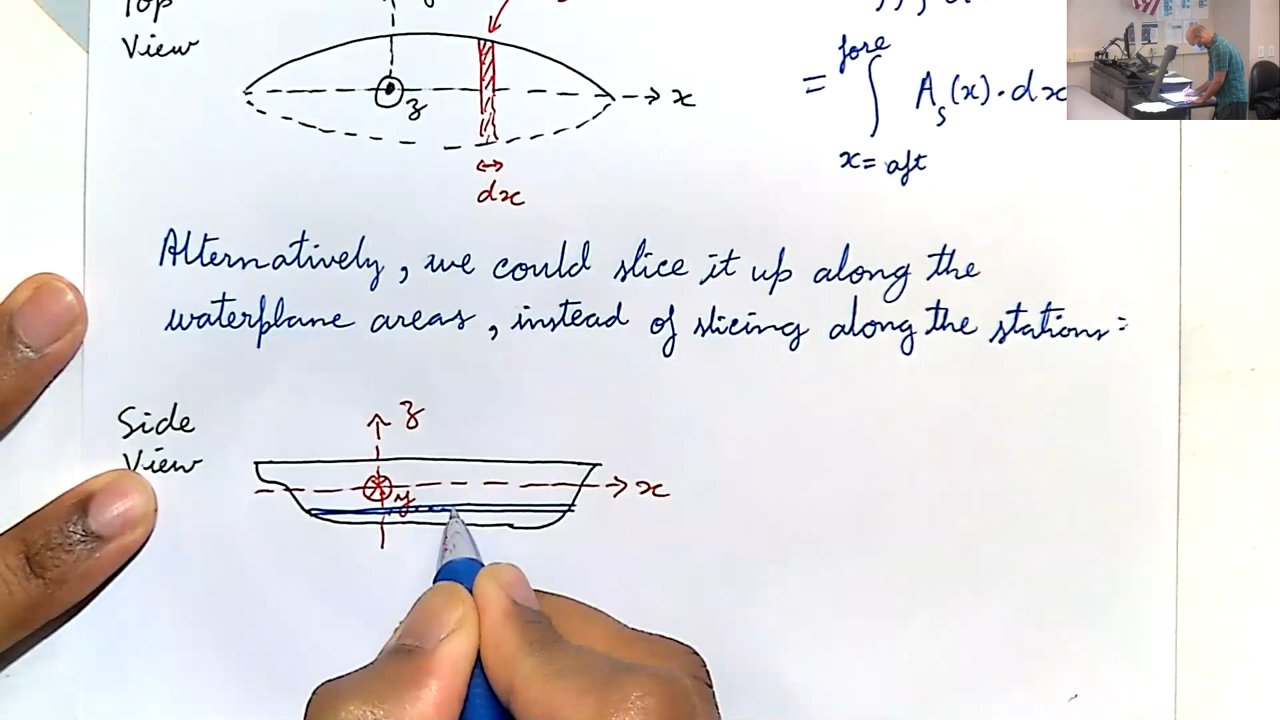 Top
View
z
x
dx
fore
= ∫ A_s(x) · dx
x = aft
Alternatively, we could slice it up along the
waterplane areas, instead of slicing along the stations:
Side
View
z
x
y